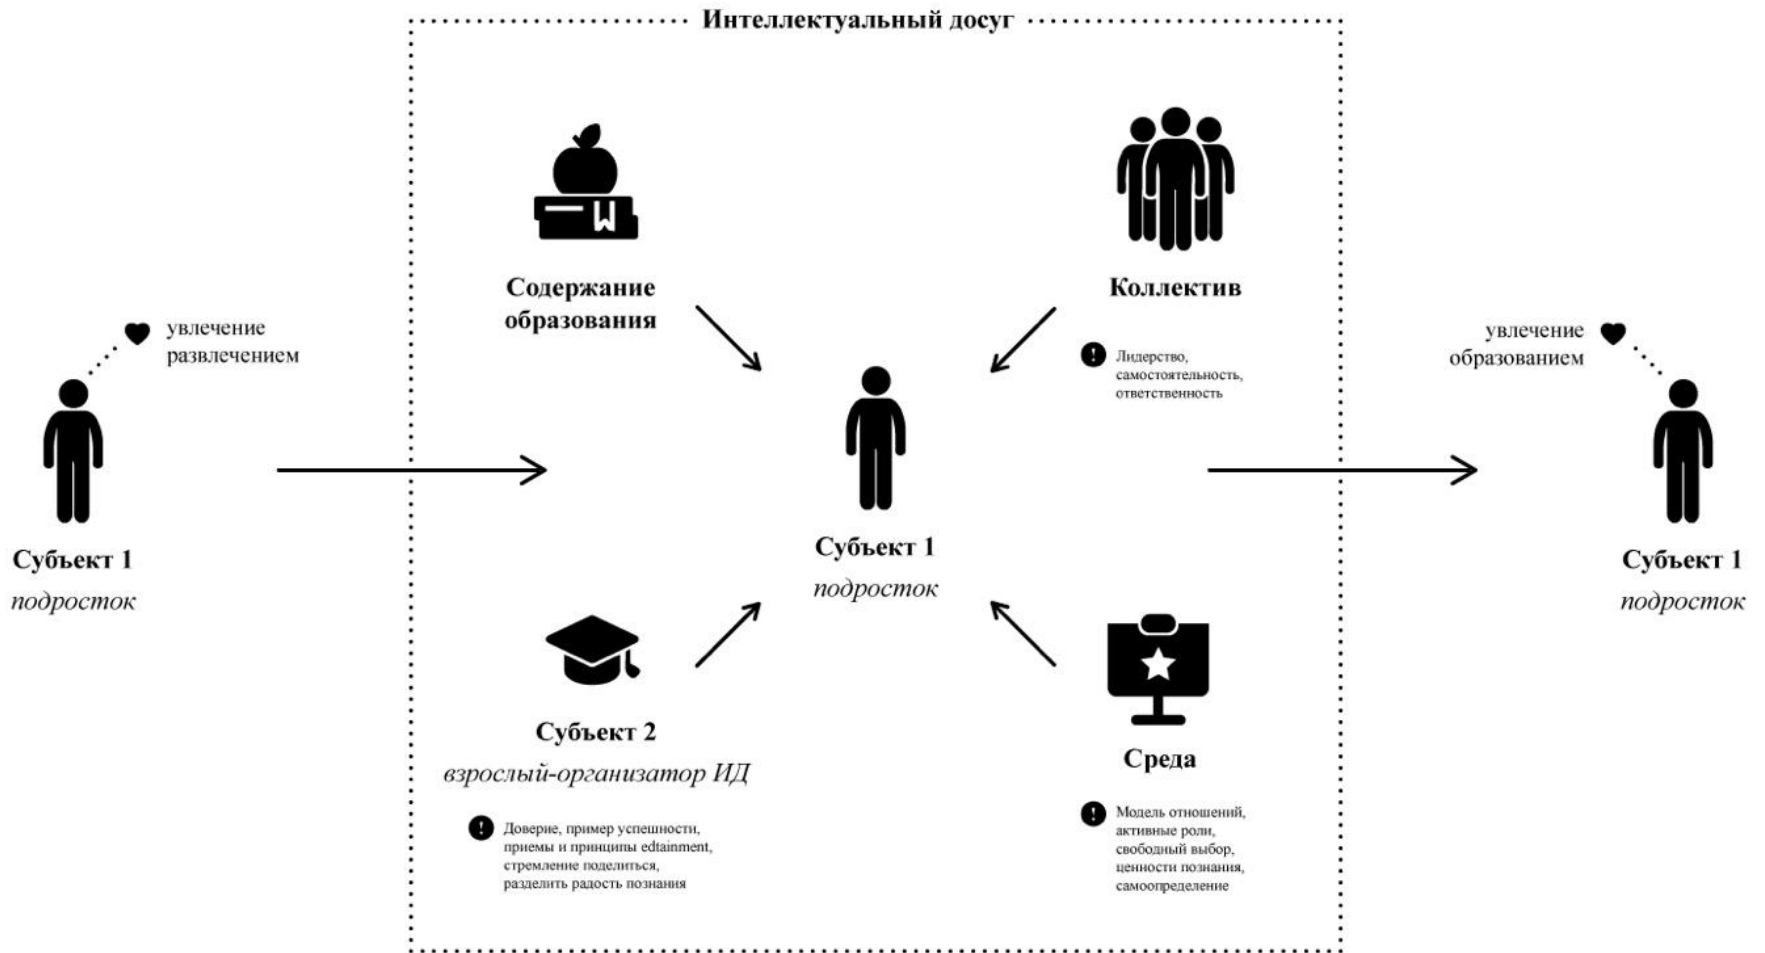 Интеллектуальный досуг
увлечение
развлечением
Субъект 1
подросток
Содержание
образования
Коллектив
Лидерство,
самостоятельность,
ответственность
Субъект 1
подросток
Субъект 2
взрослый-организатор ИД
Доверие, пример успешности,
приемы и принципы edtainment,
стремление поделиться,
разделить радость познания
Среда
Модель отношений,
активные роли,
свободный выбор,
ценности познания,
самоопределение
увлечение
образованием
Субъект 1
подросток